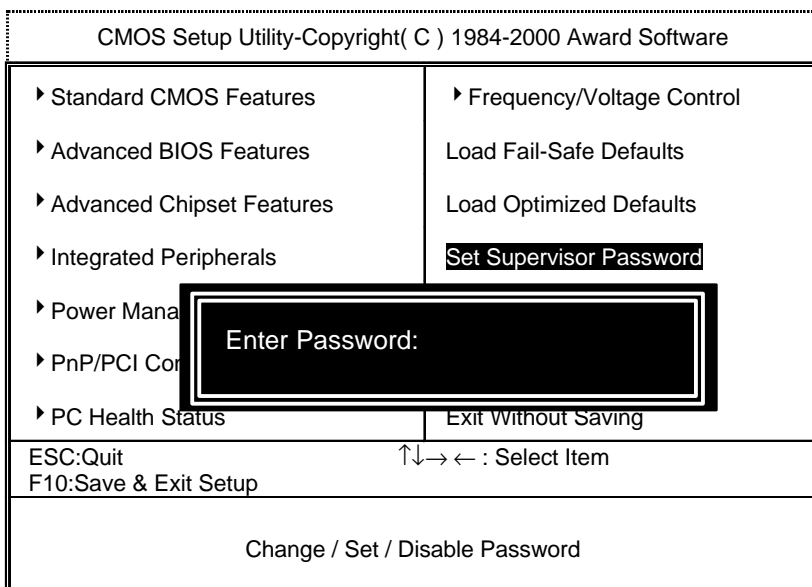 CMOS Setup Utility-Copyright( C ) 1984-2000 Award Software
Standard CMOS Features
Advanced BIOS Features
Advanced Chipset Features
Integrated Peripherals
Power Mana
PnP/PCI Cor
PC Health Status
Frequency/Voltage Control
Load Fail-Safe Defaults
Load Optimized Defaults
Set Supervisor Password
Exit Without Saving
Enter Password:
ESC:Quit ↑↓→ ← : Select Item
F10:Save & Exit Setup
Change / Set / Disable Password